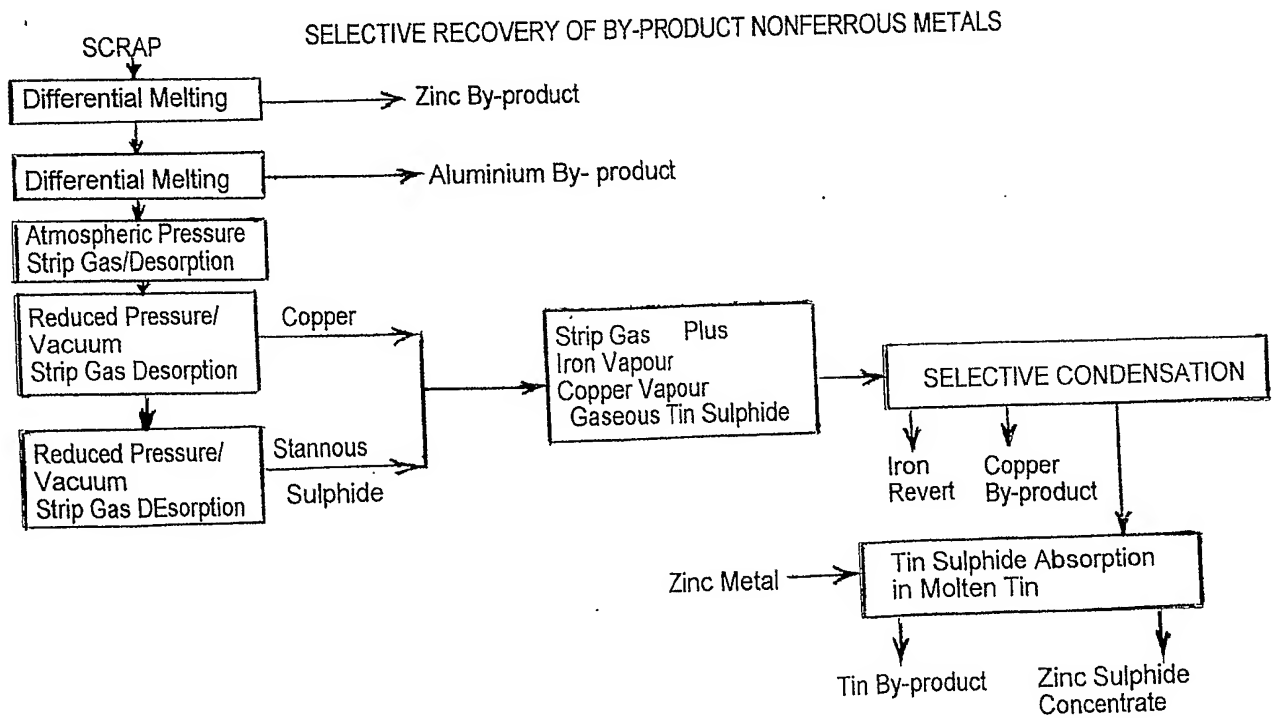 SELECTIVE RECOVERY OF BY-PRODUCT NONFERROUS METALS
SCRAP
Differential Melting
Zinc By-product
Differential Melting
Aluminium By- product
Atmospheric Pressure
Strip Gas/Desorption
Reduced Pressure/
Vacuum
Strip Gas Desorption
Copper
Reduced Pressure/
Vacuum
Strip Gas DEsorption
Stannous
Sulphide
Strip Gas Plus
Iron Vapour
Copper Vapour
Gaseous Tin Sulphide
SELECTIVE CONDENSATION
Iron
Revert
Copper
By-product
Zinc Metal
Tin Sulphide Absorption
in Molten Tin
Tin By-product
Zinc Sulphide
Concentrate